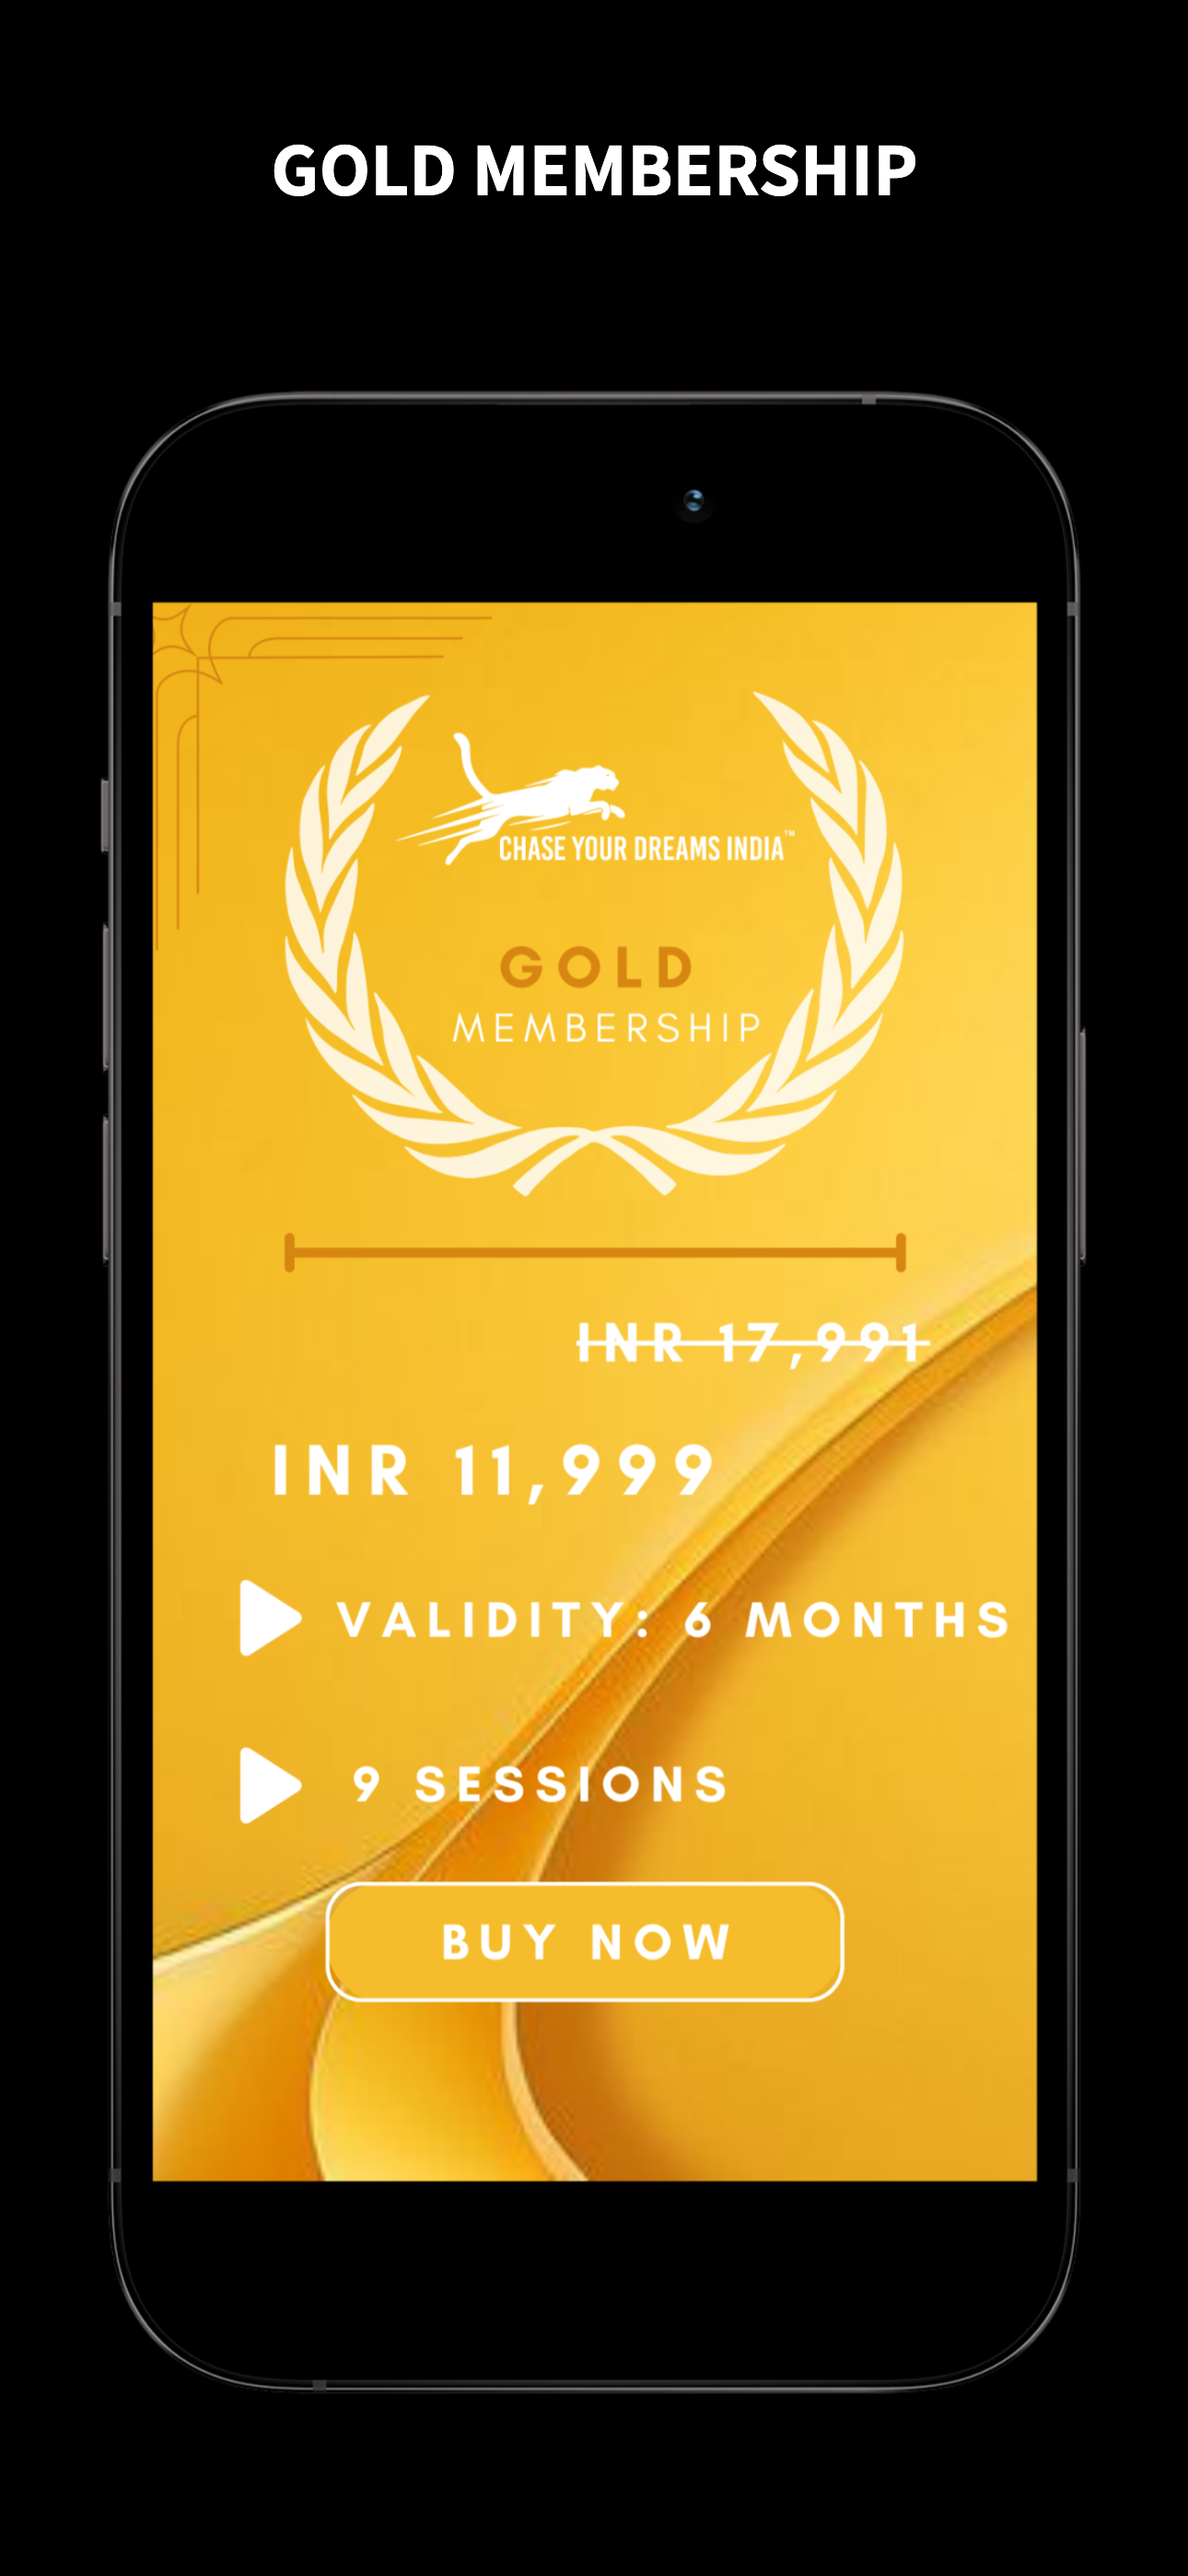 GOLD MEMBERSHIP
CHASE YOUR DREAMS INDIA™
GOLD
MEMBERSHIP
INR 17,991
INR 11,999
VALIDITY: 6 MONTHS
9 SESSIONS
BUY NOW